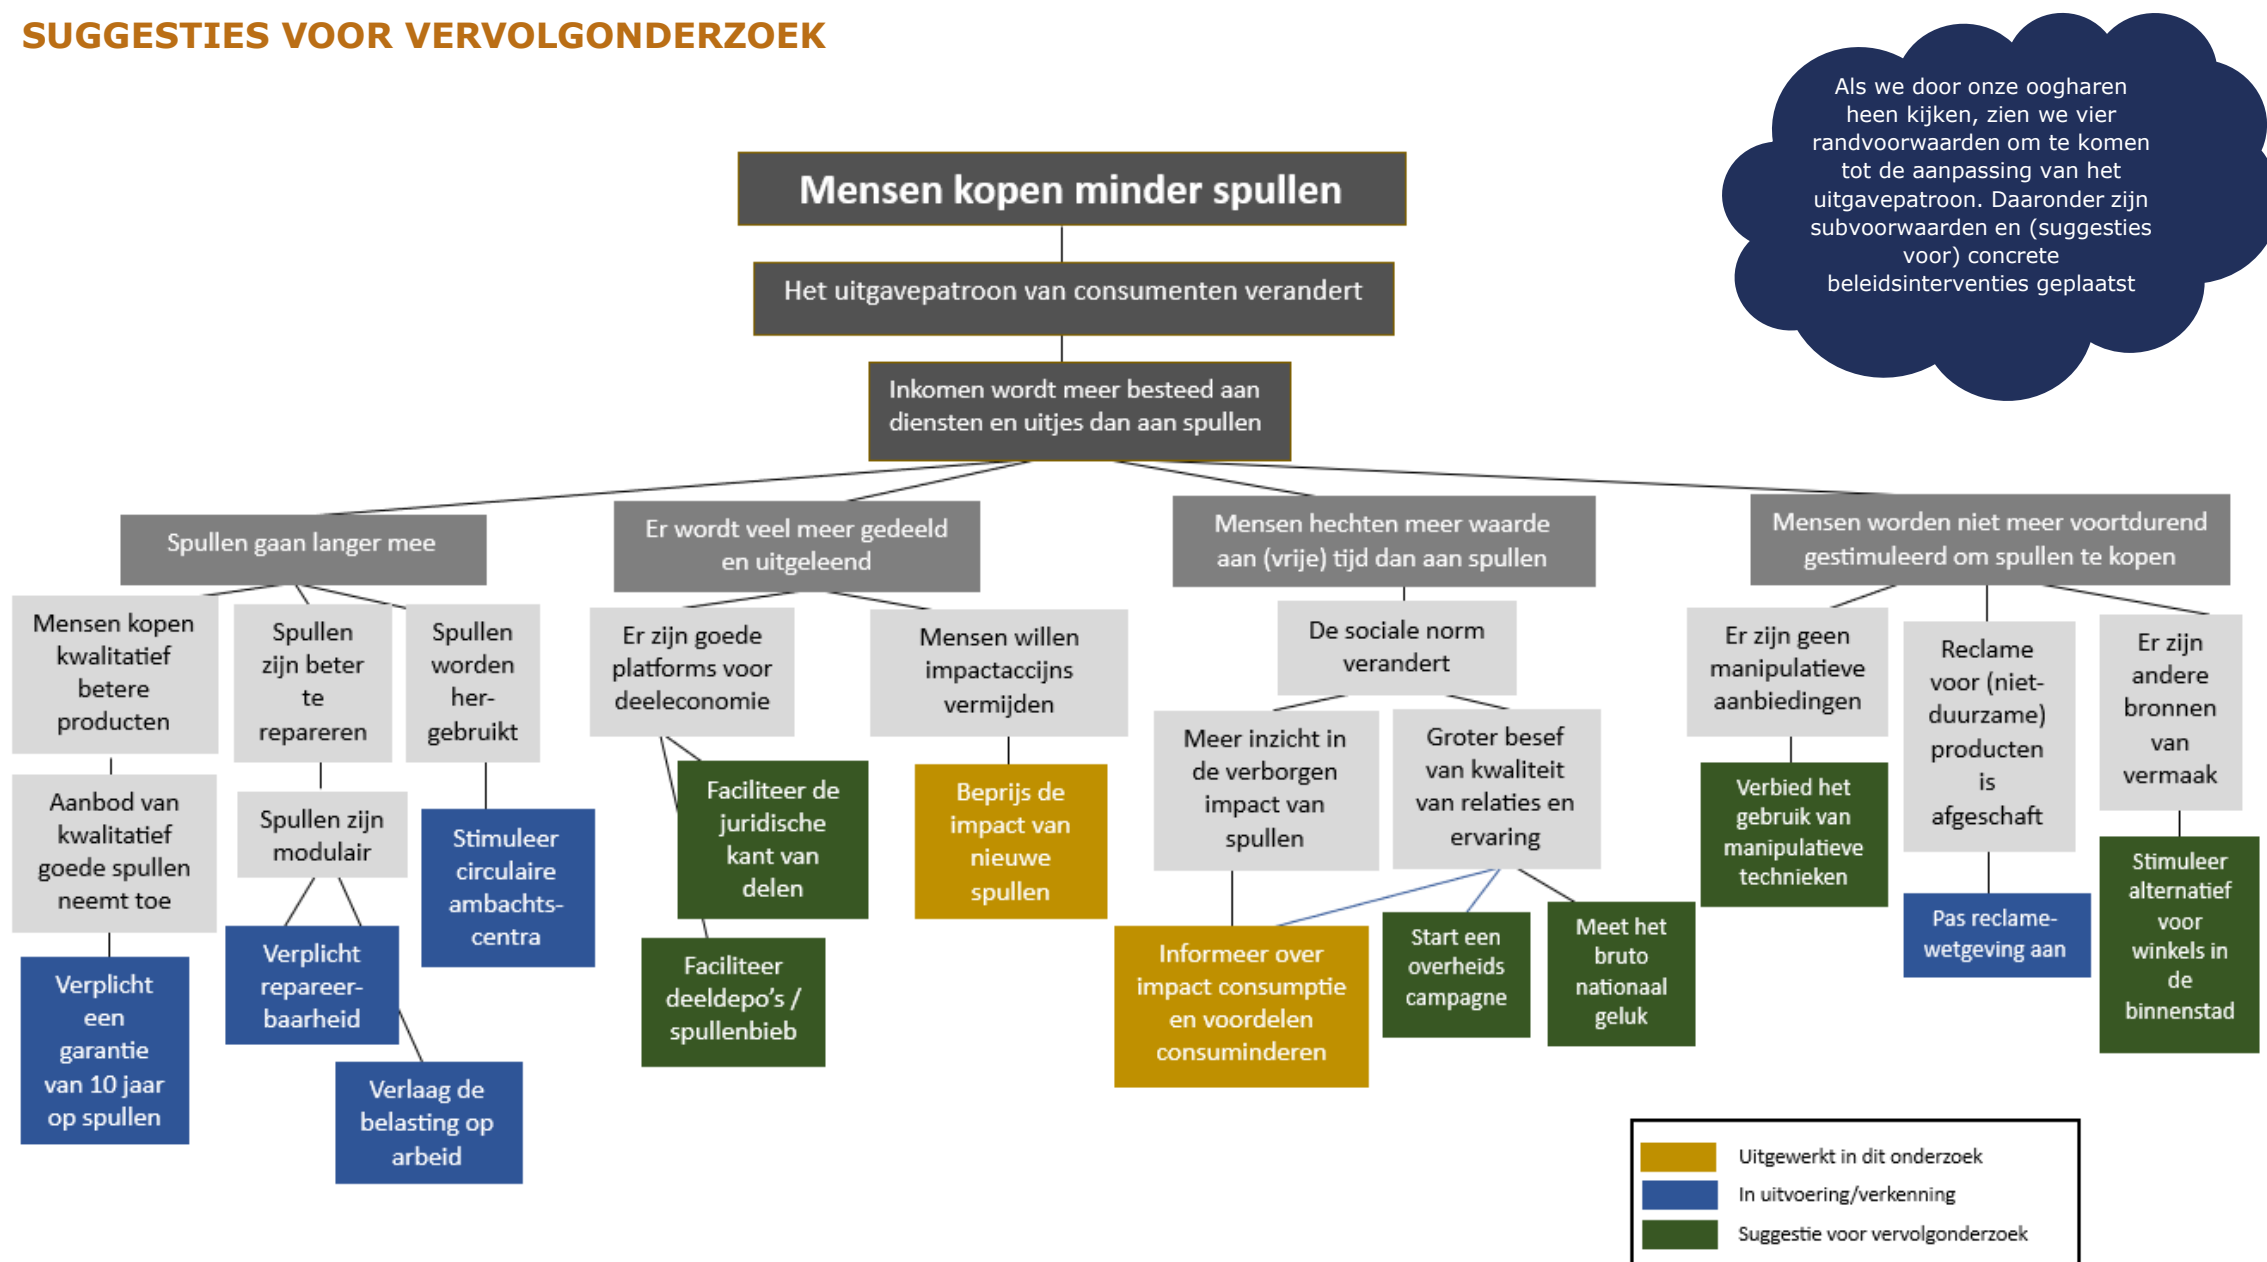 SUGGESTIES VOOR VERVOLGONDERZOEK
Als we door onze oogharen
heen kijken, zien we vier
randvoorwaarden om te komen
tot de aanpassing van het
uitgavepatroon. Daaronder zijn
subvoorwaarden en (suggesties
voor) concrete
beleidsinterventies geplaatst
Mensen kopen minder spullen
Het uitgavepatroon van consumenten verandert
Inkomen wordt meer besteed aan
diensten en uitjes dan aan spullen
Spullen gaan langer mee
Er wordt veel meer gedeeld
en uitgeleend
Mensen hechten meer waarde
aan (vrije) tijd dan aan spullen
Mensen worden niet meer voortdurend
gestimuleerd om spullen te kopen
Mensen kopen
kwalitatief
betere
producten
Spullen
zijn beter
te
repareren
Spullen
worden
her-
gebruikt
Er zijn goede
platforms voor
deeleconomie
Mensen willen
impactaccijns
vermijden
De sociale norm
verandert
Er zijn geen
manipulatieve
aanbiedingen
Reclame
voor (niet-
duurzame)
producten
is
afgeschaft
Er zijn
andere
bronnen
van
vermaak
Aanbod van
kwalitatief
goede spullen
neemt toe
Spullen zijn
modulair
Stimuleer
circulaire
ambachts-
centra
Faciliteer de
juridische
kant van
delen
Beprijs de
impact van
nieuwe
spullen
Meer inzicht in
de verborgen
impact van
spullen
Groter besef
van kwaliteit
van relaties en
ervaring
Verbied het
gebruik van
manipulatieve
technieken
Pas reclame-
wetgeving aan
Stimuleer
alternatief
voor
winkels in
de
binnenstad
Verplicht
een
garantie
van 10 jaar
op spullen
Verplicht
repareer-
baarheid
Verlaag de
belasting op
arbeid
Faciliteer
deeldepo's /
spullenbieb
Informeer over
impact consumptie
en voordelen
consuminderen
Start een
overheids
campagne
Meet het
bruto
nationaal
geluk
Uitgewerkt in dit onderzoek
In uitvoering/verkenning
Suggestie voor vervolgonderzoek